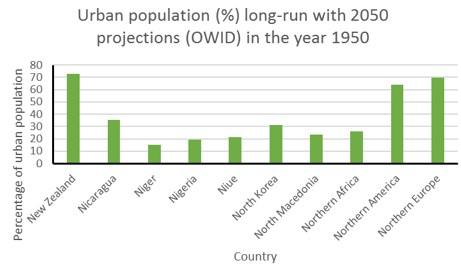 Urban population (%) long-run with 2050
projections (OWID) in the year 1950
Percentage of urban population
80
70
60
50
40
30
20
10
0
New Zealand
Nicaragua
Niger
Nigeria
Niue
North Korea
North Macedonia
Northern Africa
Northern America
Northern Europe
Country